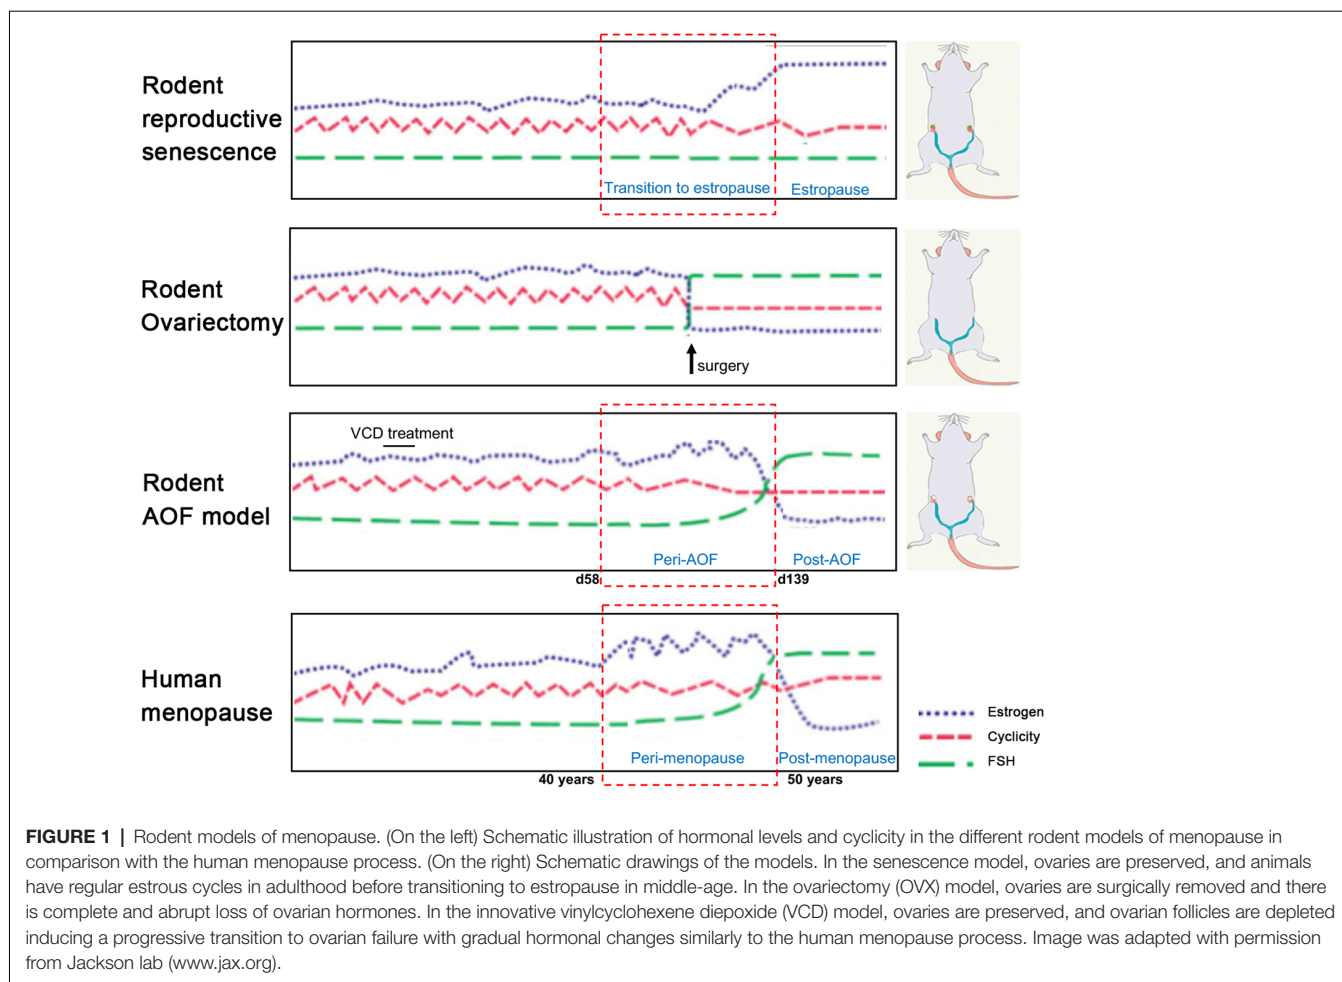 Rodent
reproductive
senescence
Transition to estropause
Estropause
Rodent
Ovariectomy
surgery
VCD treatment
Rodent
AOF model
Peri-AOF
Post-AOF
d58
d139
Human
menopause
Peri-menopause
Post-menopause
40 years
50 years
Estrogen
Cyclicity
FSH
FIGURE 1 | Rodent models of menopause. (On the left) Schematic illustration of hormonal levels and cyclicity in the different rodent models of menopause in
comparison with the human menopause process. (On the right) Schematic drawings of the models. In the senescence model, ovaries are preserved, and animals
have regular estrous cycles in adulthood before transitioning to estropause in middle-age. In the ovariectomy (OVX) model, ovaries are surgically removed and there
is complete and abrupt loss of ovarian hormones. In the innovative vinylcyclohexene diepoxide (VCD) model, ovaries are preserved, and ovarian follicles are depleted
inducing a progressive transition to ovarian failure with gradual hormonal changes similarly to the human menopause process. Image was adapted with permission
from Jackson lab (www.jax.org).